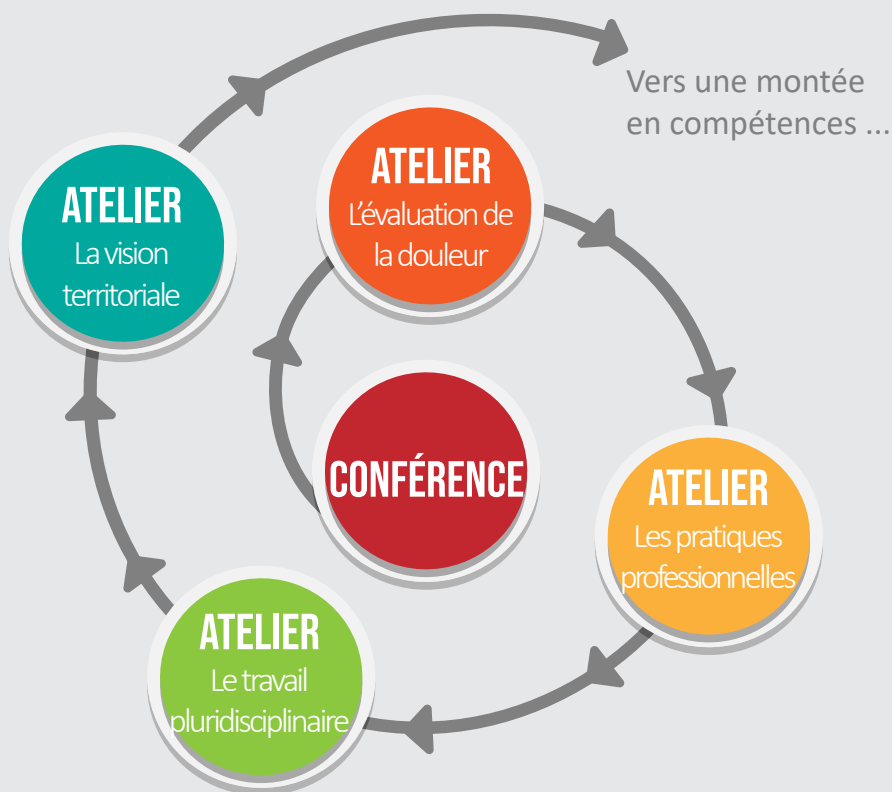 Vers une montée
en compétences ...
ATELIER
L'évaluation de
la douleur
ATELIER
La vision
territoriale
CONFÉRENCE
ATELIER
Les pratiques
professionnelles
ATELIER
Le travail
pluridisciplinaire